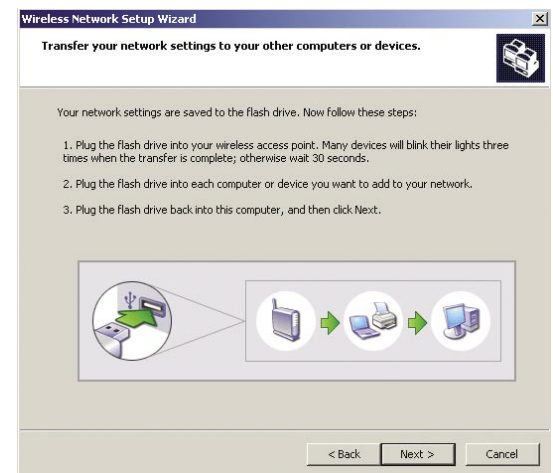 Wireless Network Setup Wizard
Transfer your network settings to your other computers or devices.
Your network settings are saved to the flash drive. Now follow these steps:
1. Plug the flash drive into your wireless access point. Many devices will blink their lights three
times when the transfer is complete; otherwise wait 30 seconds.
2. Plug the flash drive into each computer or device you want to add to your network.
3. Plug the flash drive back into this computer, and then click Next.
< Back Next > Cancel